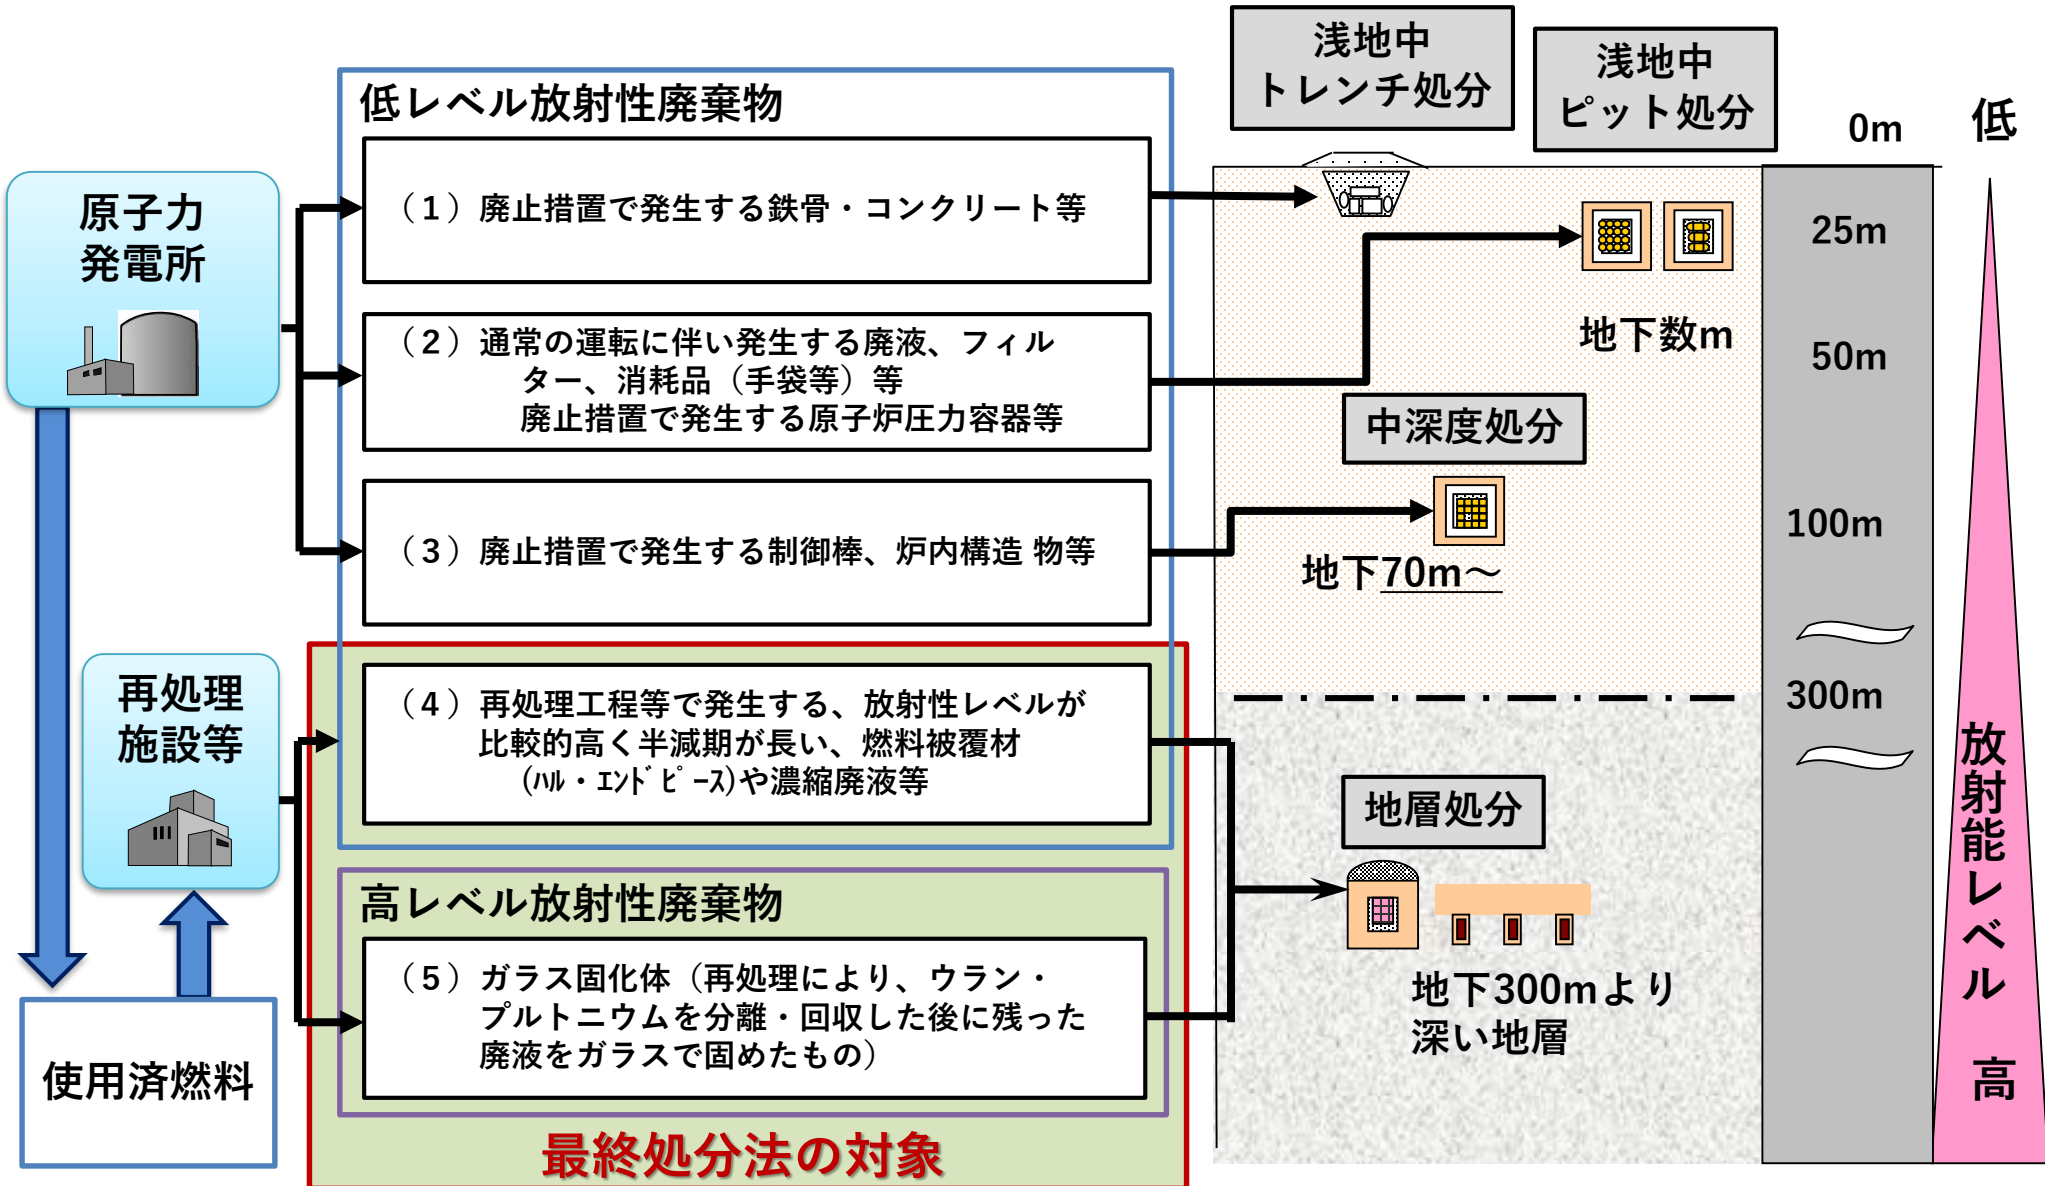 浅地中
トレンチ処分
浅地中
ピット処分
低レベル放射性廃棄物
0m
低
原子力
発電所
（１）廃止措置で発生する鉄骨・コンクリート等
25m
（２）通常の運転に伴い発生する廃液、フィル
ター、消耗品（手袋等）等
廃止措置で発生する原子炉圧力容器等
地下数m
50m
中深度処分
（３）廃止措置で発生する制御棒、炉内構造 物等
100m
地下70m～
再処理
施設等
（４）再処理工程等で発生する、放射性レベルが
比較的高く半減期が長い、燃料被覆材
(ﾊﾙ・ｴﾝﾄﾞﾋﾟｰｽ)や濃縮廃液等
300m
放射能レベル
地層処分
高レベル放射性廃棄物
（５）ガラス固化体（再処理により、ウラン・
プルトニウムを分離・回収した後に残った
廃液をガラスで固めたもの）
地下300mより
深い地層
使用済燃料
高
最終処分法の対象